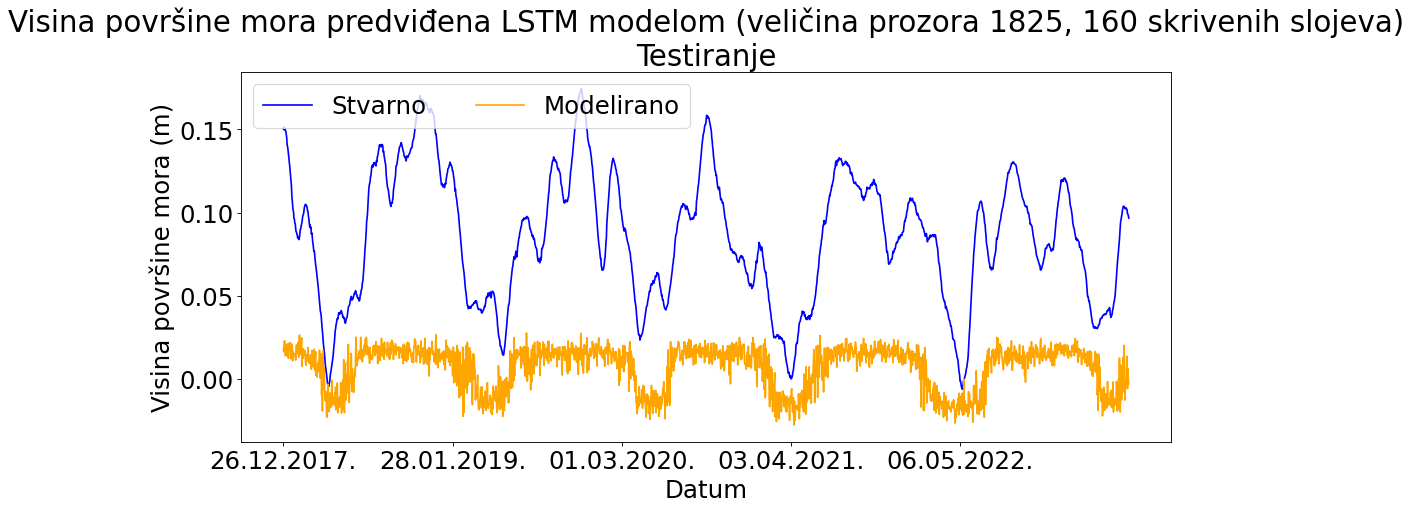 Visina površine mora predviđena LSTM modelom (veličina prozora 1825, 160 skrivenih slojeva)
Testiranje
Stvarno Modelirano
Visina površine mora (m)
0.15
0.10
0.05
0.00
26.12.2017. 28.01.2019. 01.03.2020. 03.04.2021. 06.05.2022.
Datum